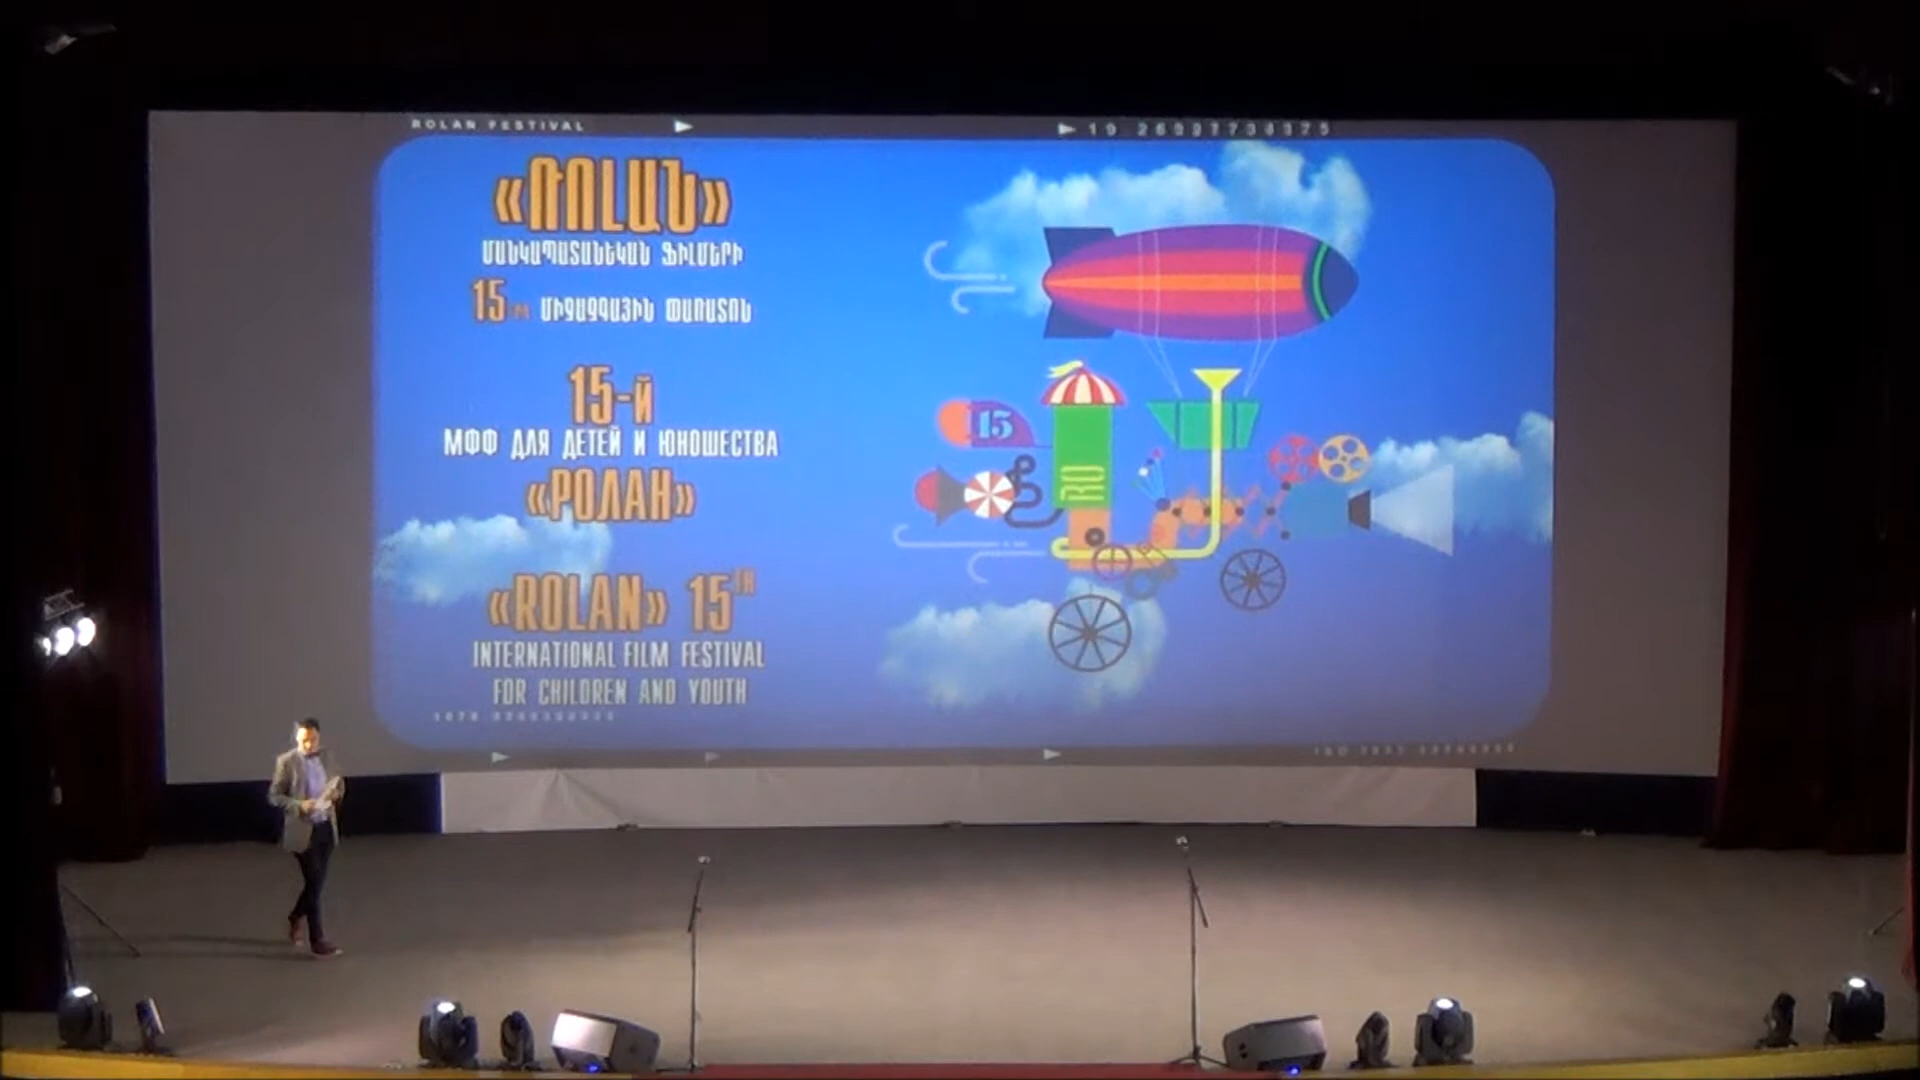 ROLAN FESTIVAL
«ՌՈԼԱՆ»
ՄԱՆԿԱՊԱՏԱՆԵԿԱՆ ՖԻԼՄԵՐԻ
15-ՐԴ ՄԻՋԱԶԳԱՅԻՆ ՓԱՌԱՏՈՆ
15-й
МФФ ДЛЯ ДЕТЕЙ И ЮНОШЕСТВА
«РОЛАН»
«ROLAN» 15TH
INTERNATIONAL FILM FESTIVAL
FOR CHILDREN AND YOUTH
15
RO